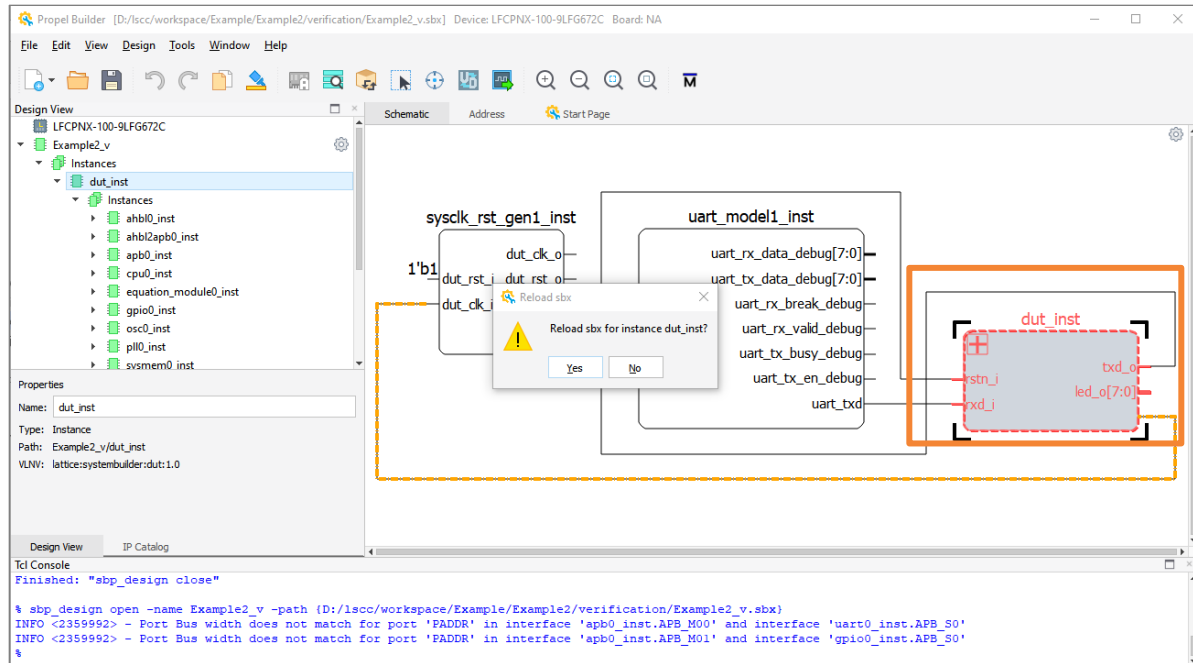 Propel Builder [D:/lscc/workspace/Example/Example2/verification/Example2_v.sbx] Device: LFCPNX-100-9LFG672C Board: NA
File Edit View Design Tools Window Help
Design View
LFCPNX-100-9LFG672C
Example2_v
Instances
dut_inst
Instances
ahbl0_inst
ahbl2apb0_inst
apb0_inst
cpu0_inst
equation_module0_inst
gpio0_inst
osc0_inst
pll0_inst
sysmem0_inst
Properties
Name: dut_inst
Type: Instance
Path: Example2_v/dut_inst
VLNV: lattice:systembuilder:dut:1.0
Design View IP Catalog
Schematic Address Start Page
sysclk_rst_gen1_inst
dut_clk_o
1'b1
dut_rst_i dut_rst_o
dut_clk_i
uart_model1_inst
uart_rx_data_debug[7:0]
uart_tx_data_debug[7:0]
uart_rx_break_debug
uart_rx_valid_debug
uart_tx_busy_debug
uart_tx_en_debug
uart_txd
Reload sbx
Reload sbx for instance dut_inst?
Yes No
dut_inst
txd_o
rstn_i
led_o[7:0]
rxd_i
Tcl Console
Finished: "sbp_design close"
% sbp_design open -name Example2_v -path {D:/lscc/workspace/Example/Example2/verification/Example2_v.sbx}
INFO <2359992> - Port Bus width does not match for port 'PADDR' in interface 'apb0_inst.APB_M00' and interface 'uart0_inst.APB_S0'
INFO <2359992> - Port Bus width does not match for port 'PADDR' in interface 'apb0_inst.APB_M01' and interface 'gpio0_inst.APB_S0'
%